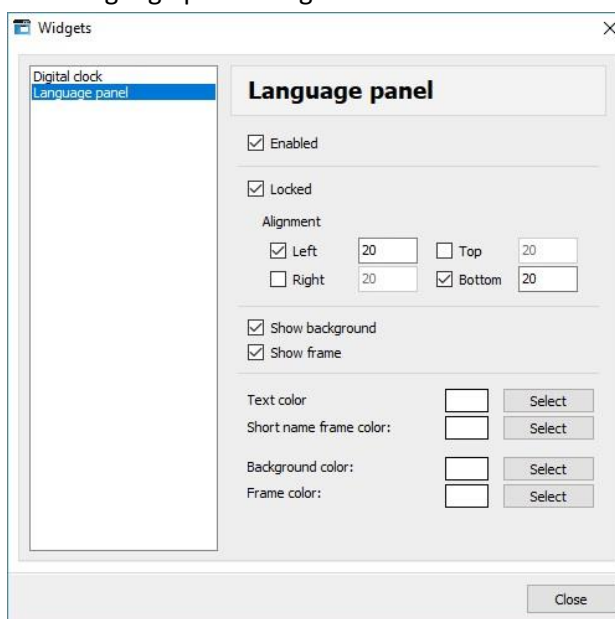 Widgets
Digital clock
Language panel
Language panel
Enabled
Locked
Alignment
Left 20 Top 20
Right 20 Bottom 20
Show background
Show frame
Text color Select
Short name frame color: Select
Background color: Select
Frame color: Select
Close